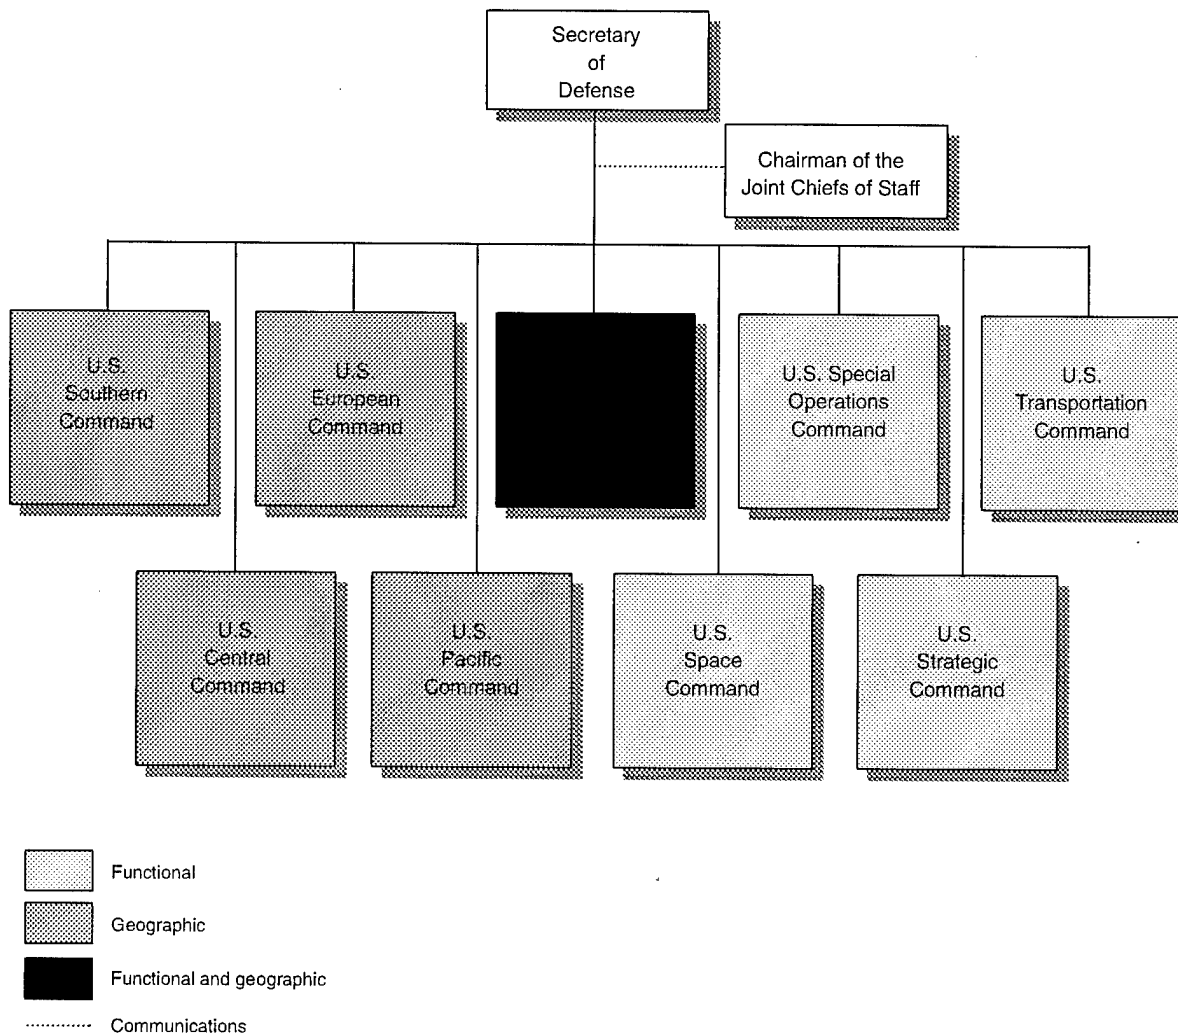 Secretary
of
Defense
Chairman of the
Joint Chiefs of Staff
U.S.
Southern
Command
U.S.
European
Command
U.S. Special
Operations
Command
U.S.
Transportation
Command
U.S.
Central
Command
U.S.
Pacific
Command
U.S.
Space
Command
U.S.
Strategic
Command
Functional
Geographic
Functional and geographic
Communications